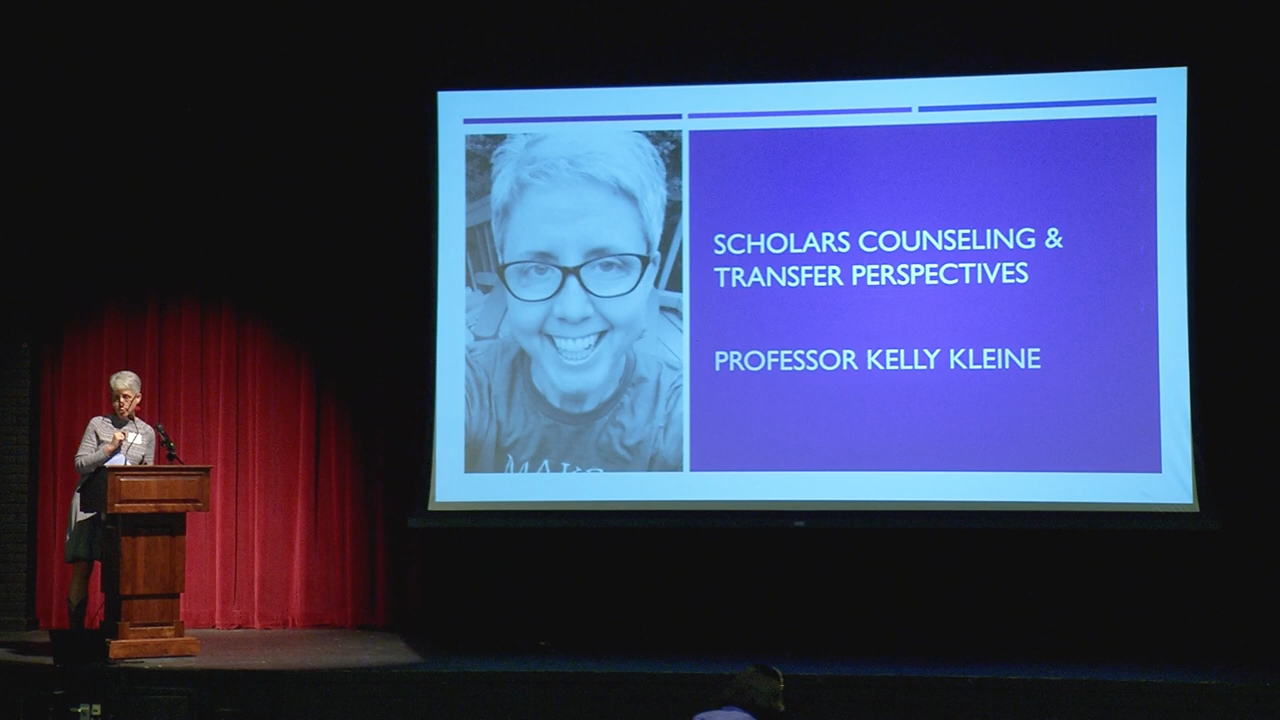 SCHOLARS COUNSELING &
TRANSFER PERSPECTIVES
PROFESSOR KELLY KLEINE